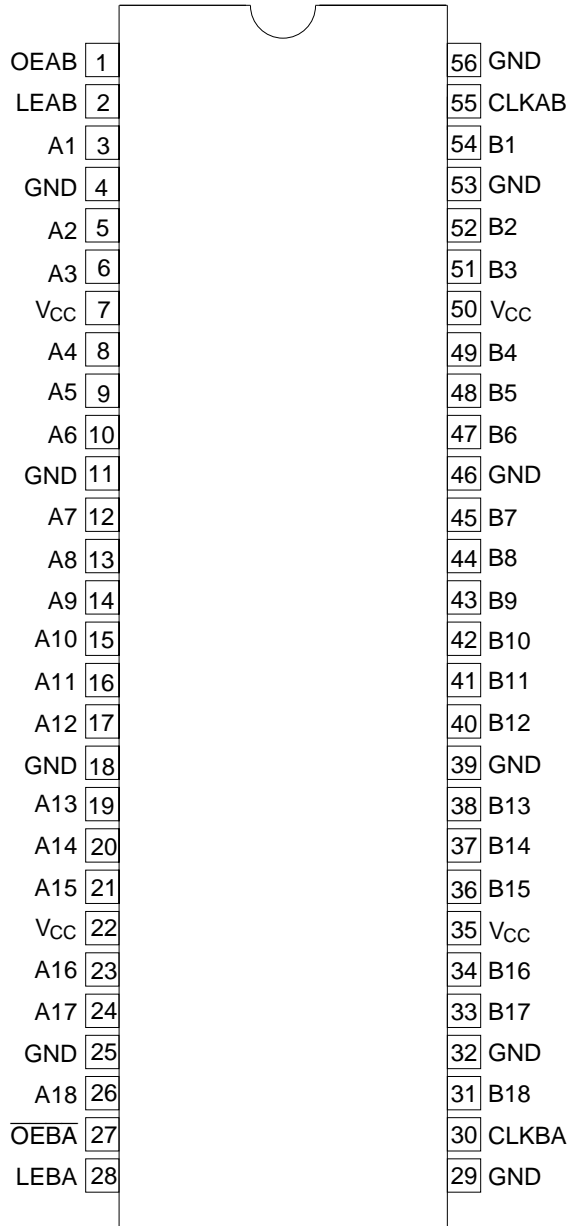 OEAB 1 56 GND
LEAB 2 55 CLKAB
A1 3 54 B1
GND 4 53 GND
A2 5 52 B2
A3 6 51 B3
VCC 7 50 VCC
A4 8 49 B4
A5 9 48 B5
A6 10 47 B6
GND 11 46 GND
A7 12 45 B7
A8 13 44 B8
A9 14 43 B9
A10 15 42 B10
A11 16 41 B11
A12 17 40 B12
GND 18 39 GND
A13 19 38 B13
A14 20 37 B14
A15 21 36 B15
VCC 22 35 VCC
A16 23 34 B16
A17 24 33 B17
GND 25 32 GND
A18 26 31 B18
O̅E̅B̅A̅ 27 30 CLKBA
LEBA 28 29 GND